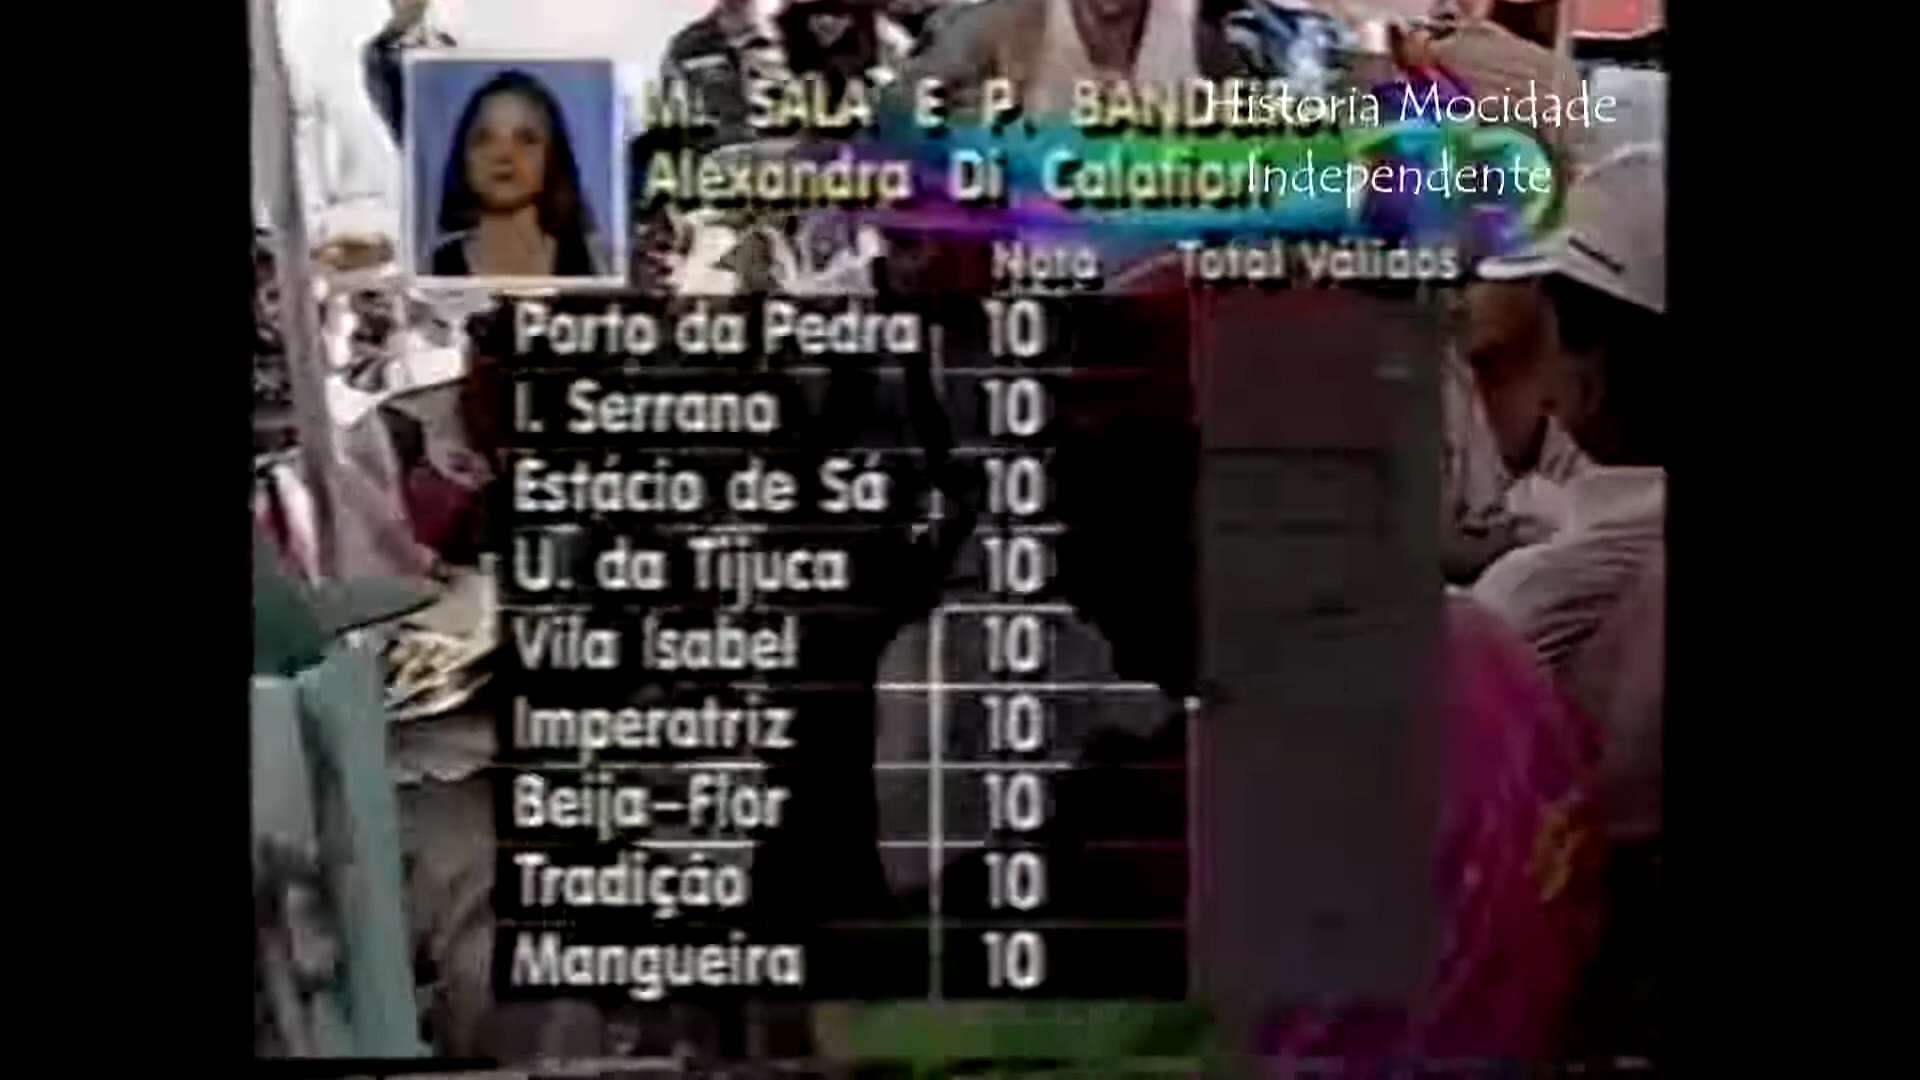 M. SALA E P. BAND
Historia Mocidade
Alexandra Di Calafior
Independente
Nota Total Válidos
Porto da Pedra 10
I. Serrano 10
Estácio de Sá 10
U. da Tijuca 10
Vila Isabel 10
Imperatriz 10
Beija-Flor 10
Tradição 10
Mangueira 10